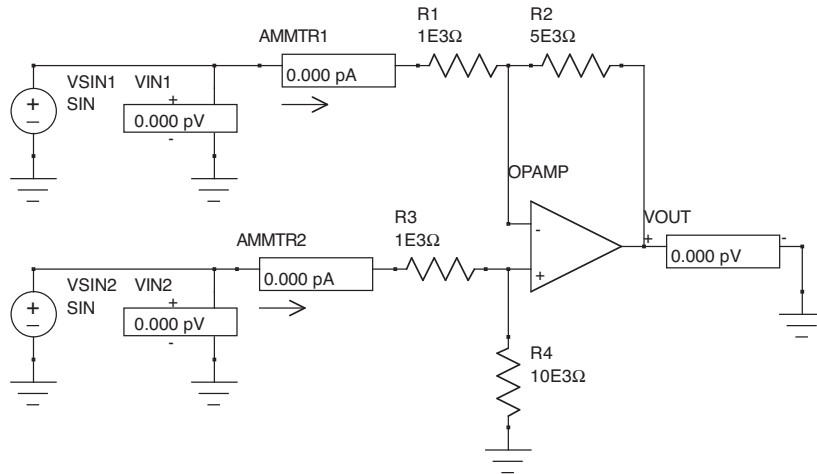 R1
1E3Ω
R2
5E3Ω
AMMTR1
0.000 pA
VSIN1
SIN
+
–
VIN1
+
0.000 pV
-
OPAMP
-
+
R3
1E3Ω
AMMTR2
0.000 pA
VOUT
+
0.000 pV
-
VSIN2
SIN
+
–
VIN2
+
0.000 pV
-
R4
10E3Ω